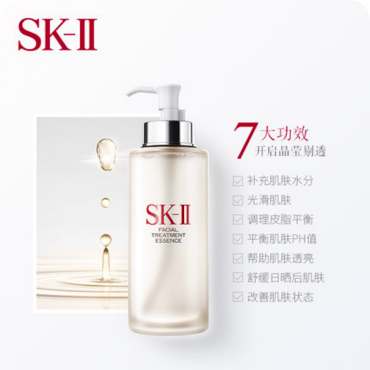 SK-II
7大功效
开启晶莹剔透
SK-II
FACIAL
TREATMENT
ESSENCE
补充肌肤水分
光滑肌肤
调理皮脂平衡
平衡肌肤PH值
帮助肌肤透亮
舒缓日晒后肌肤
改善肌肤状态